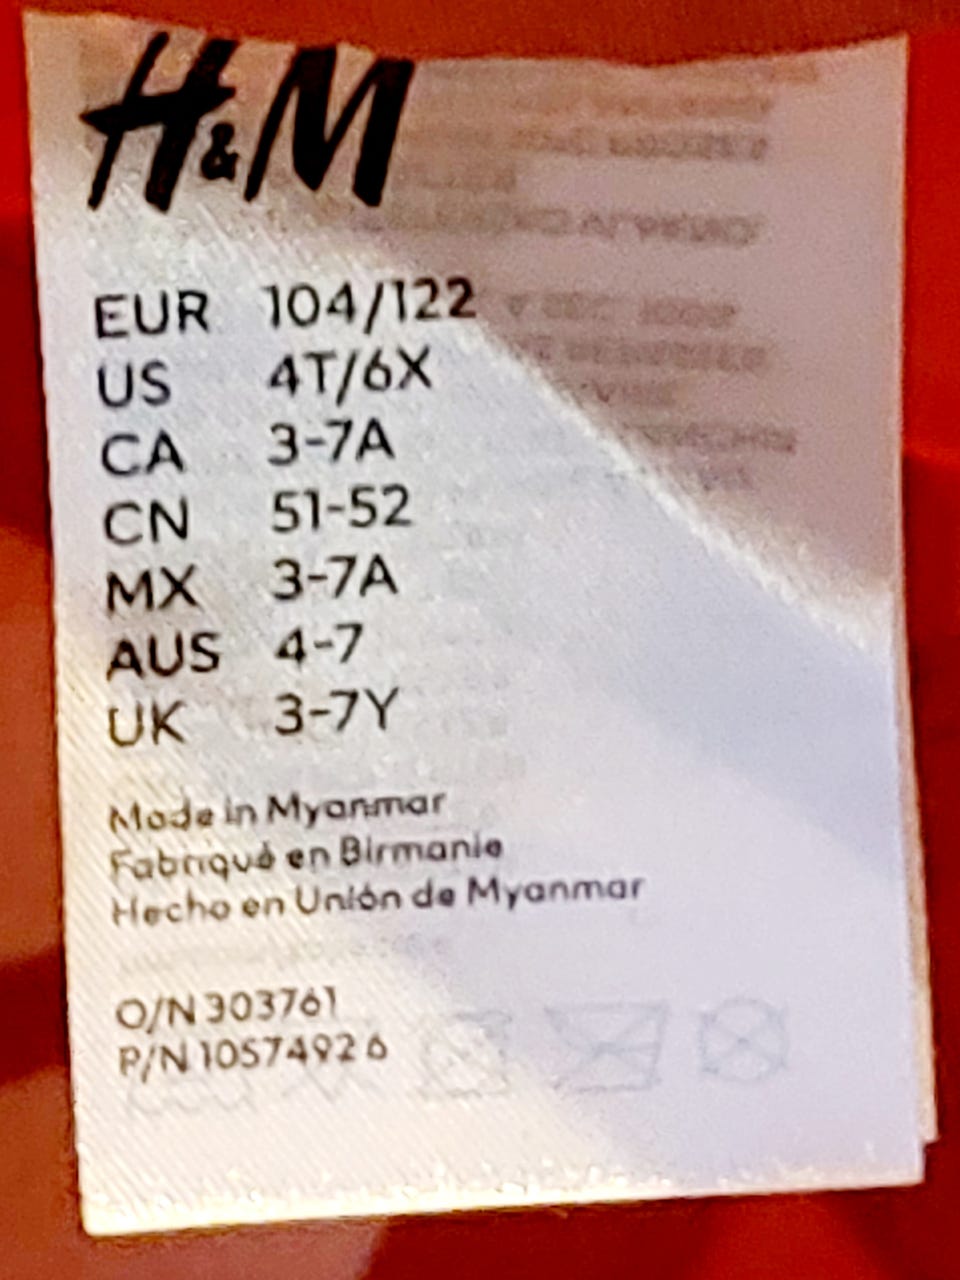 H&M
EUR 104/122
US 4T/6X
CA 3-7A
CN 51-52
MX 3-7A
AUS 4-7
UK 3-7Y
Made in Myanmar
Fabriqué en Birmanie
Hecho en Unión de Myanmar
O/N 303761
P/N 10574926